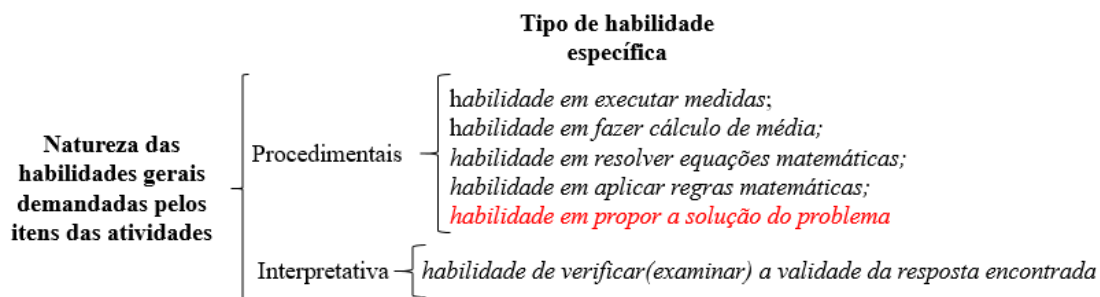 Tipo de habilidade
específica
habilidade em executar medidas;
habilidade em fazer cálculo de média;
habilidade em resolver equações matemáticas;
habilidade em aplicar regras matemáticas;
habilidade em propor a solução do problema
Natureza das
habilidades gerais
demandadas pelos
itens das atividades
Procedimentais
Interpretativa
habilidade de verificar(examinar) a validade da resposta encontrada